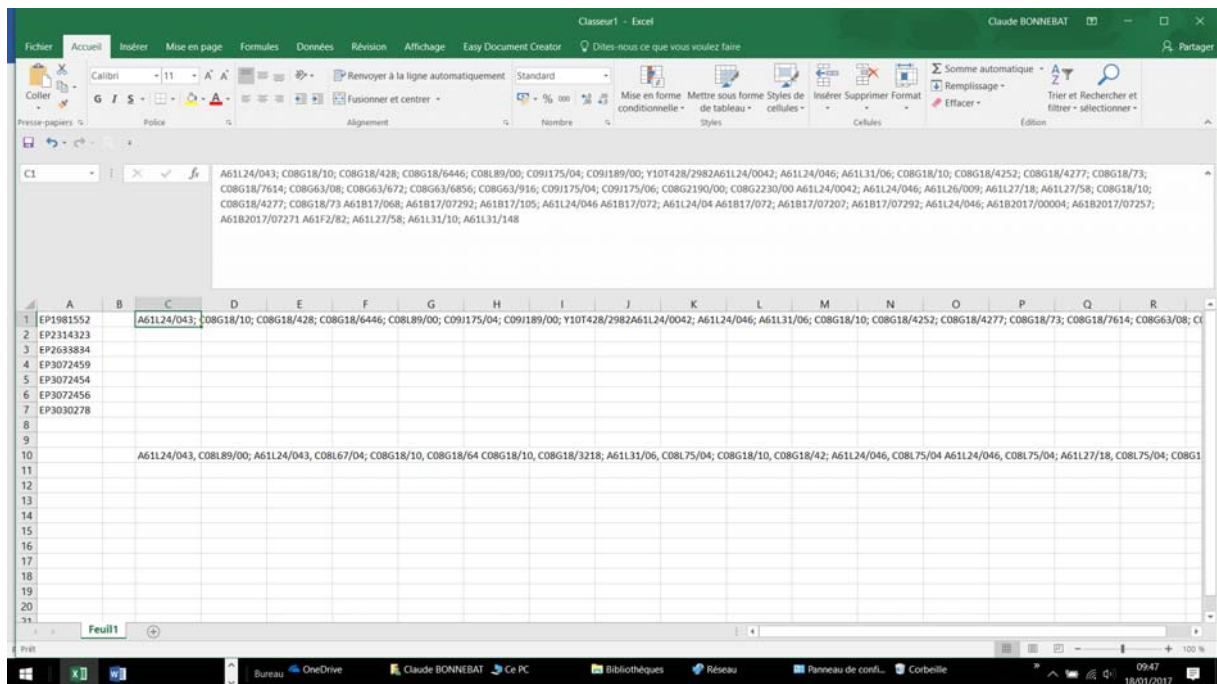 Classeur1 - Excel
Claude BONNEBAT
Fichier Accueil Insérer Mise en page Formules Données Révision Affichage Easy Document Creator Dites-nous ce que vous voulez faire Partager
Coller
Calibri 11 A A
Renvoyer à la ligne automatiquement
Standard
G I S A
Fusionner et centrer
% 000
Mise en forme conditionnelle
Mettre sous forme de tableau
Styles de cellules
Insérer Supprimer Format
Somme automatique
Remplissage
Effacer
Trier et filtrer
Rechercher et sélectionner
Presse-papiers Police Alignement Nombre Styles Cellules Édition
C1
fx
A61L24/043; C08G18/10; C08G18/428; C08G18/6446; C08L89/00; C09J175/04; C09J189/00; Y10T428/2982A61L24/0042; A61L24/046; A61L31/06; C08G18/10; C08G18/4252; C08G18/4277; C08G18/73;
C08G18/7614; C08G63/08; C08G63/672; C08G63/6856; C08G63/916; C09J175/04; C09J175/06; C08G2190/00; C08G2230/00 A61L24/0042; A61L24/046; A61L26/009; A61L27/18; A61L27/58; C08G18/10;
C08G18/4277; C08G18/73 A61B17/068; A61B17/07292; A61B17/105; A61L24/046 A61B17/072; A61L24/04 A61B17/072; A61B17/07207; A61B17/07292; A61L24/046; A61B2017/00004; A61B2017/07257;
A61B2017/07271 A61F2/82; A61L27/58; A61L31/10; A61L31/148
A B C D E F G H I J K L M N O P Q R
1 EP1981552 A61L24/043; C08G18/10; C08G18/428; C08G18/6446; C08L89/00; C09J175/04; C09J189/00; Y10T428/2982A61L24/0042; A61L24/046; A61L31/06; C08G18/10; C08G18/4252; C08G18/4277; C08G18/73; C08G18/7614; C08G63/08;
2 EP2314323
3 EP2633834
4 EP3072459
5 EP3072454
6 EP3072456
7 EP3030278
8
9
10 A61L24/043, C08L89/00; A61L24/043, C08L67/04; C08G18/10, C08G18/64 C08G18/10, C08G18/3218; A61L31/06, C08L75/04; C08G18/10, C08G18/42; A61L24/046, C08L75/04 A61L24/046, C08L75/04; A61L27/18, C08L75/04; C08G1
11
12
13
14
15
16
17
18
19
20
Feuil1
Prêt
100 %
Bureau OneDrive Claude BONNEBAT Ce PC Bibliothèques Réseau Panneau de confi... Corbeille
09:47
18/01/2017